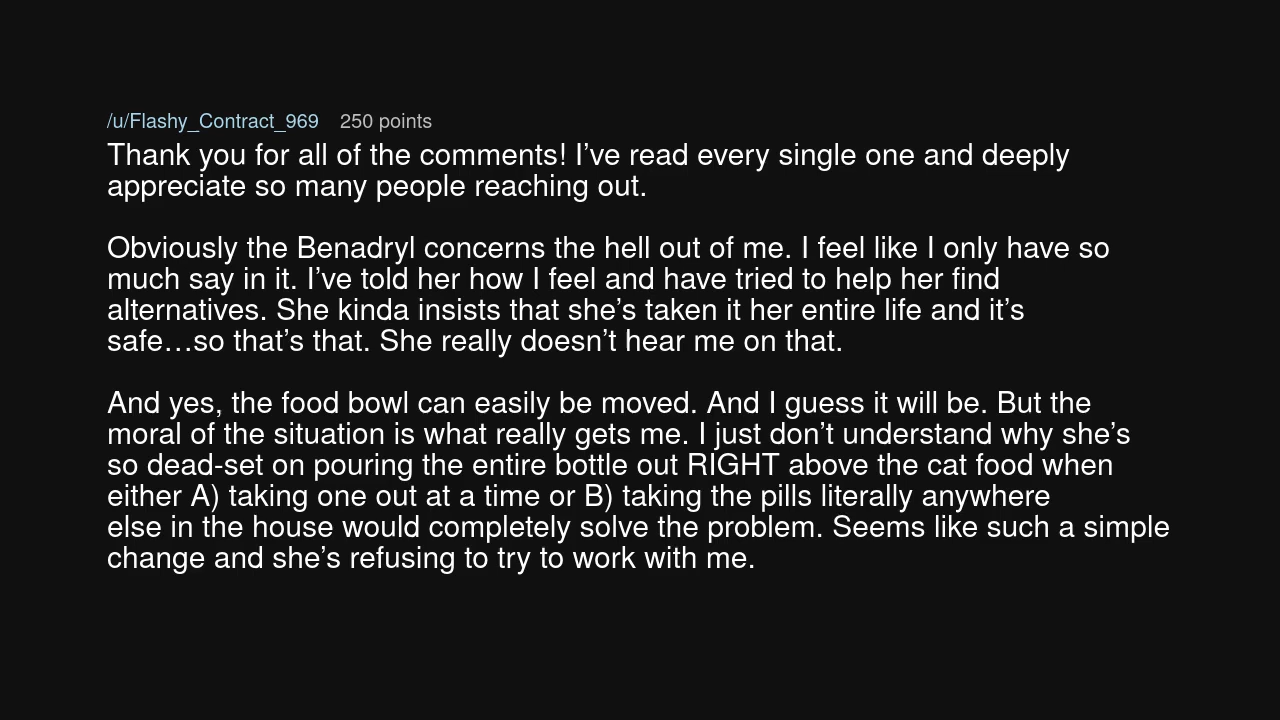 /u/Flashy_Contract_969 250 points
Thank you for all of the comments! I’ve read every single one and deeply
appreciate so many people reaching out.
Obviously the Benadryl concerns the hell out of me. I feel like I only have so
much say in it. I’ve told her how I feel and have tried to help her find
alternatives. She kinda insists that she’s taken it her entire life and it’s
safe…so that’s that. She really doesn’t hear me on that.
And yes, the food bowl can easily be moved. And I guess it will be. But the
moral of the situation is what really gets me. I just don’t understand why she’s
so dead-set on pouring the entire bottle out RIGHT above the cat food when
either A) taking one out at a time or B) taking the pills literally anywhere
else in the house would completely solve the problem. Seems like such a simple
change and she’s refusing to try to work with me.